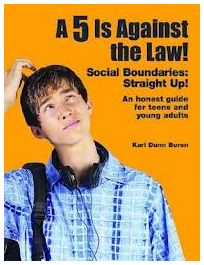 A 5 Is Against
the Law!
Social Boundaries:
Straight Up!
An honest guide
for teens and
young adults
Kari Dunn Buron